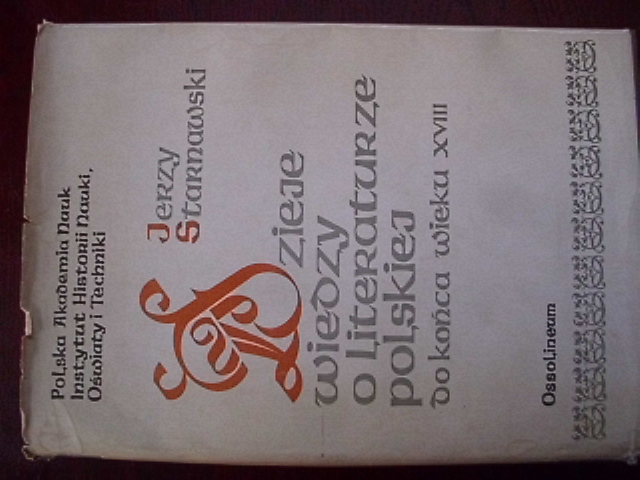 Polska Akademia Nauk
Instytut Historii Nauki,
Oświaty i Techniki
Jerzy
Starnawski
Dzieje
wiedzy
o literaturze
polskiej
do końca wieku XVIII
Ossolineum